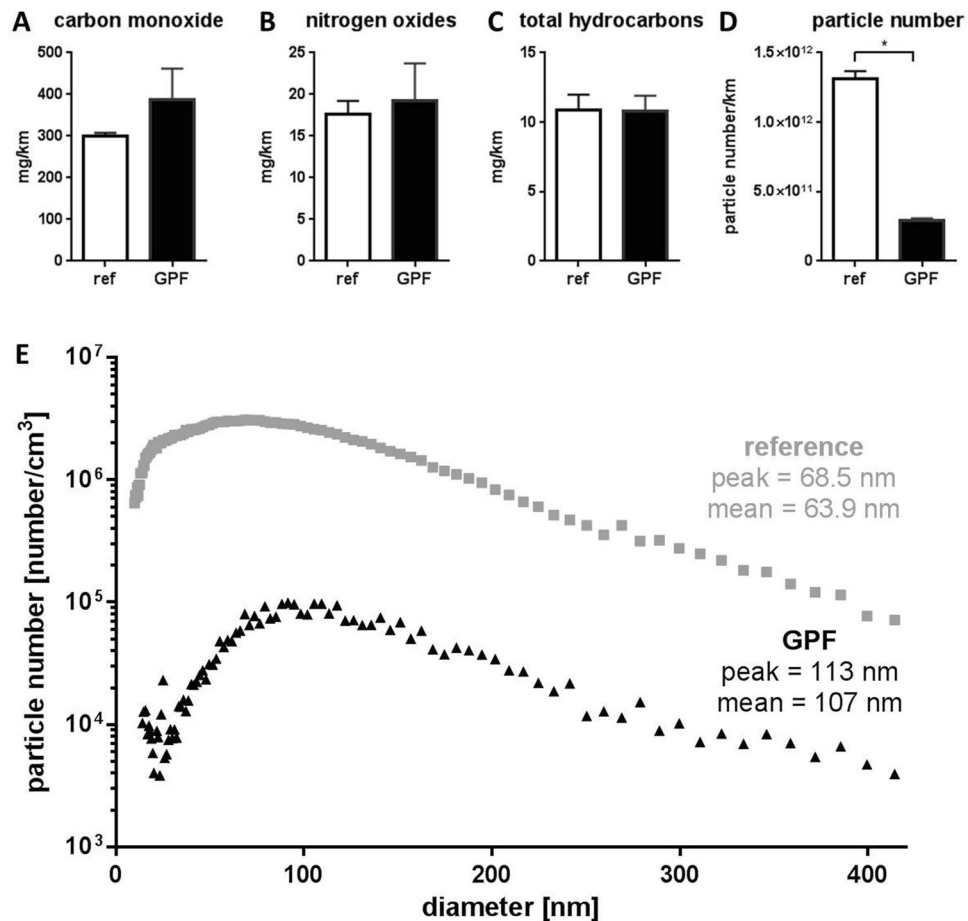 A carbon monoxide
mg/km
500
400
300
200
100
0
ref GPF
B nitrogen oxides
mg/km
25
20
15
10
5
0
ref GPF
C total hydrocarbons
mg/km
15
10
5
0
ref GPF
D particle number
particle number/km
1.5×10¹²
1.0×10¹²
5.0×10¹¹
0
*
ref GPF
E
particle number [number/cm³]
10⁷
10⁶
10⁵
10⁴
10³
reference
peak = 68.5 nm
mean = 63.9 nm
GPF
peak = 113 nm
mean = 107 nm
0 100 200 300 400
diameter [nm]